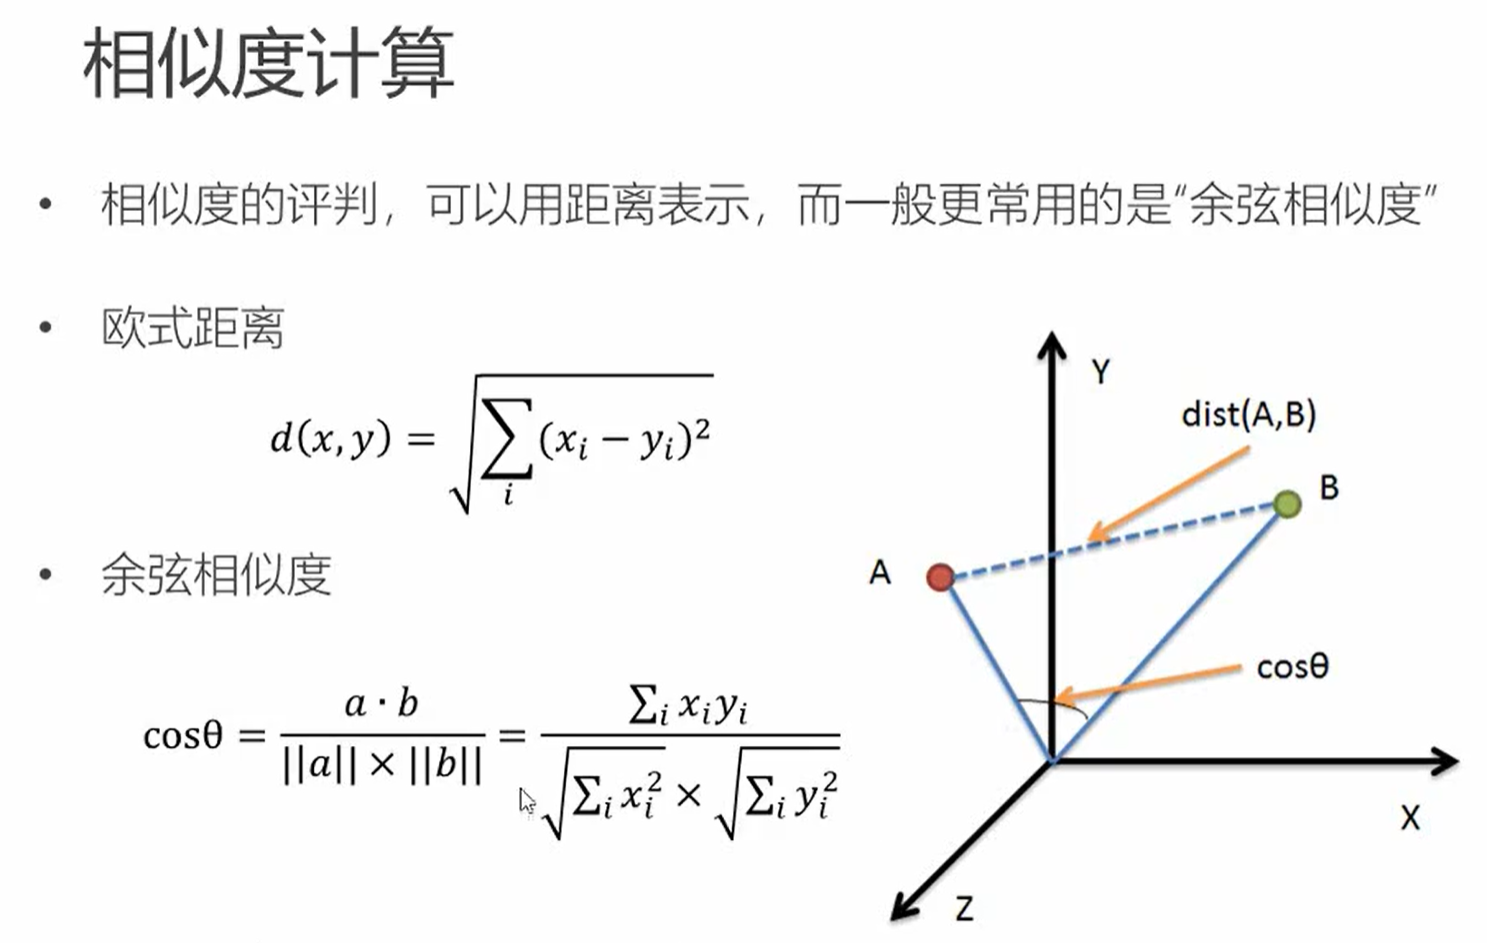 相似度计算
• 相似度的评判，可以用距离表示，而一般更常用的是“余弦相似度”
• 欧式距离
d(x,y) = √∑i(xi − yi)²
• 余弦相似度
cosθ = a · b / ||a|| × ||b|| = ∑i xiyi / √∑i xi² × √∑i yi²
Y
dist(A,B)
B
A
cosθ
X
Z